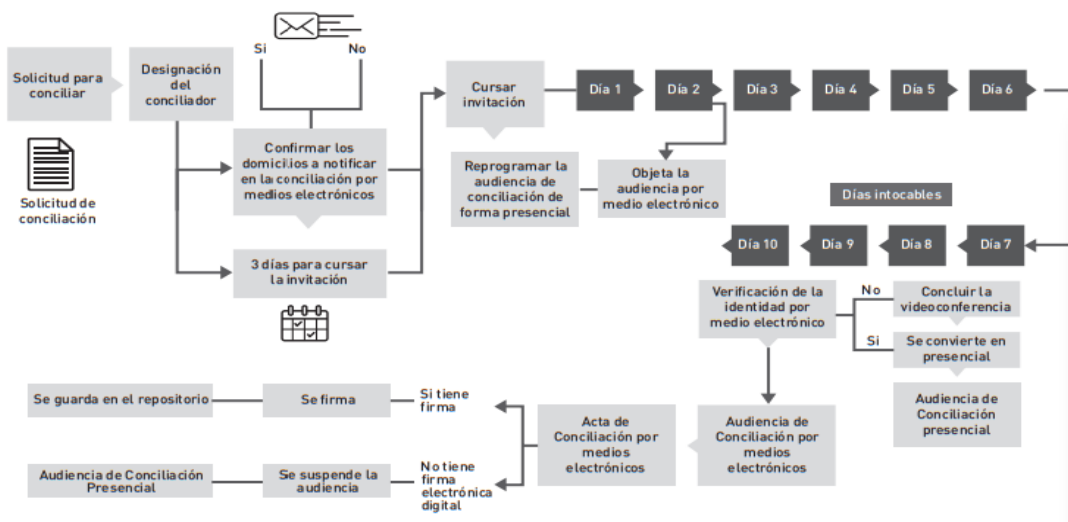 Solicitud para
conciliar
Solicitud de
conciliación
Designación
del
conciliador
Si
No
Confirmar los
domicilios a notificar
en la conciliación por
medios electrónicos
3 días para cursar
la invitación
Cursar
invitación
Día 1
Día 2
Día 3
Día 4
Día 5
Día 6
Reprogramar la
audiencia de
conciliación de
forma presencial
Objeta la
audiencia por
medio electrónico
Días intocables
Día 10
Día 9
Día 8
Día 7
Verificación de la
identidad por
medio electrónico
No
Concluir la
videoconferencia
Si
Se convierte en
presencial
Audiencia de
Conciliación
presencial
Audiencia de
Conciliación por
medios
electrónicos
Acta de
Conciliación por
medios
electrónicos
Si tiene
firma
Se firma
Se guarda en el repositorio
No tiene
firma
electrónica
digital
Se suspende la
audiencia
Audiencia de Conciliación
Presencial